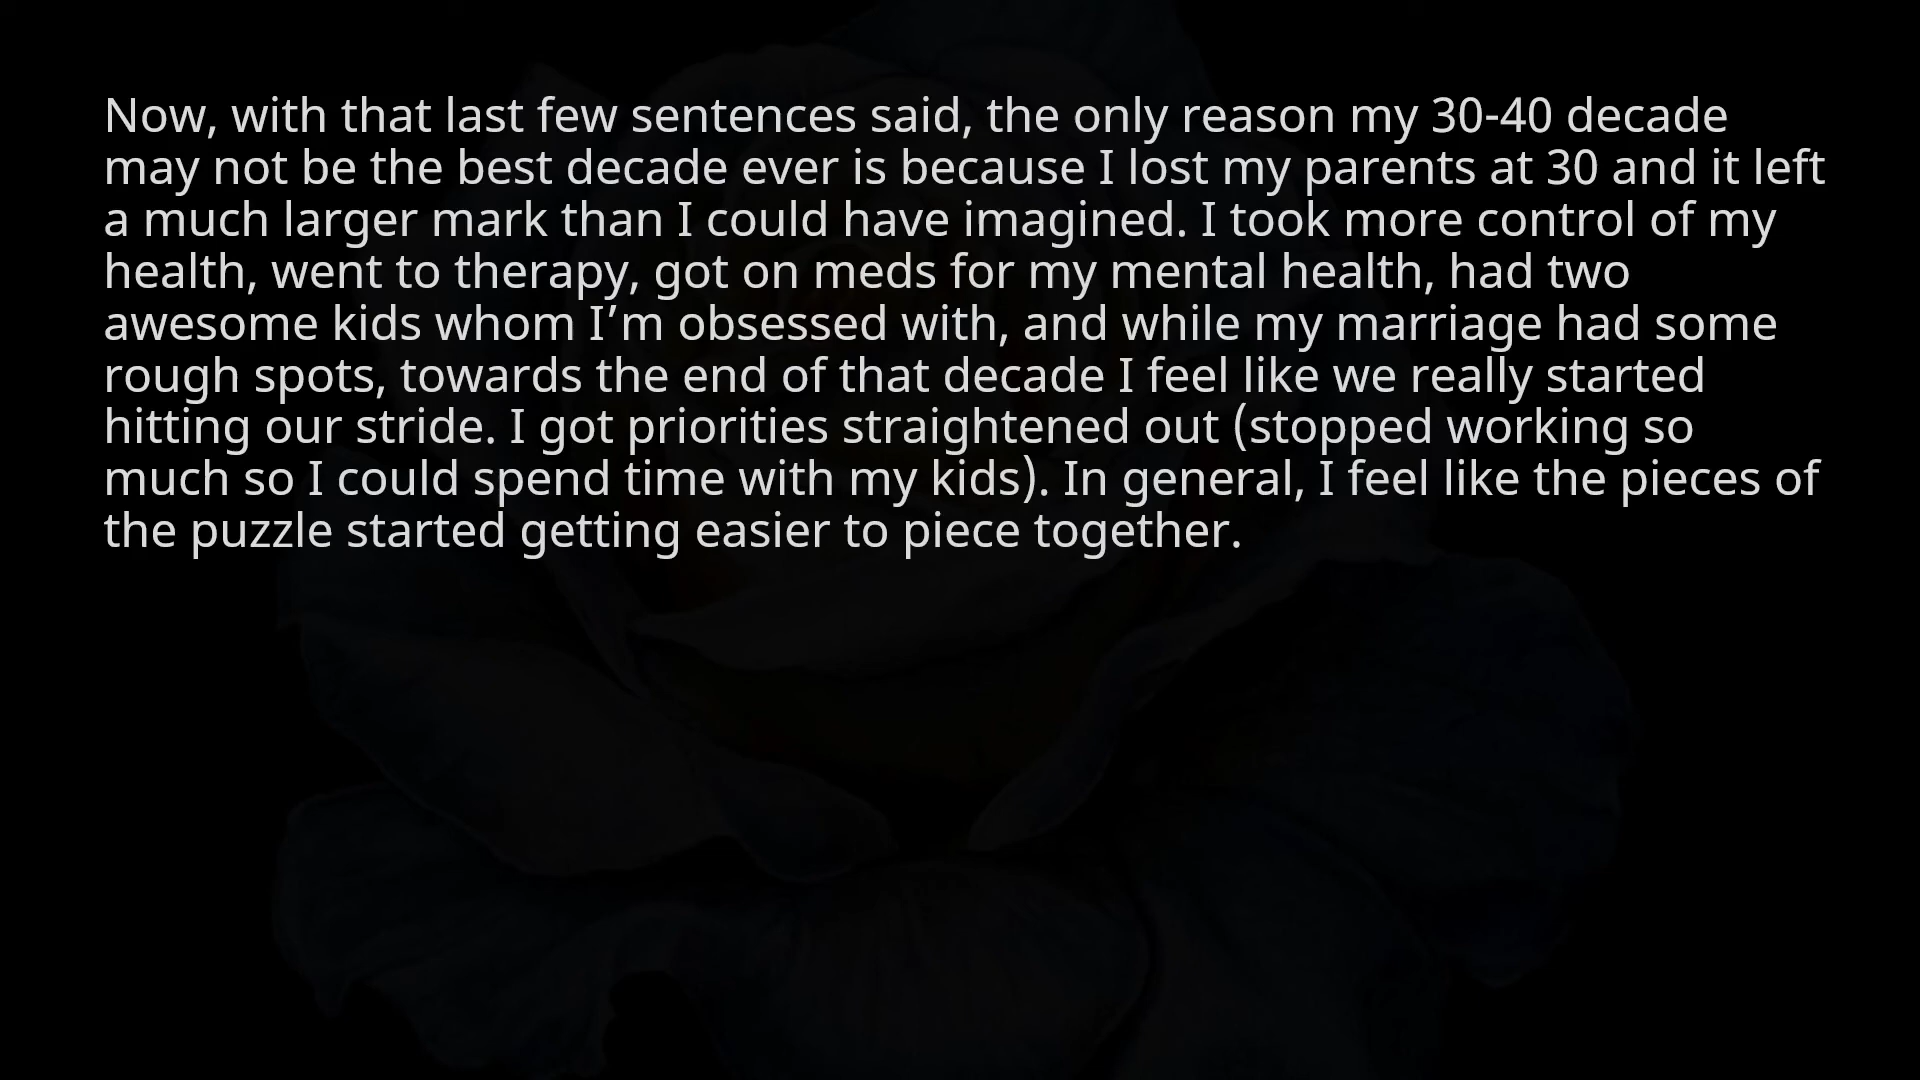 Now, with that last few sentences said, the only reason my 30-40 decade
may not be the best decade ever is because I lost my parents at 30 and it left
a much larger mark than I could have imagined. I took more control of my
health, went to therapy, got on meds for my mental health, had two
awesome kids whom I’m obsessed with, and while my marriage had some
rough spots, towards the end of that decade I feel like we really started
hitting our stride. I got priorities straightened out (stopped working so
much so I could spend time with my kids). In general, I feel like the pieces of
the puzzle started getting easier to piece together.